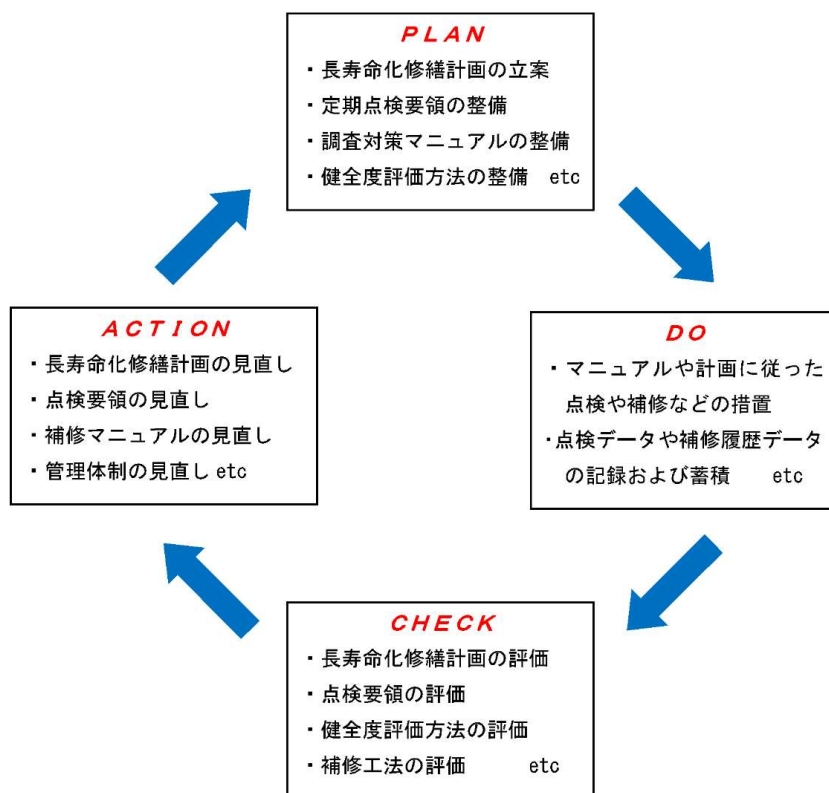 PLAN
・長寿命化修繕計画の立案
・定期点検要領の整備
・調査対策マニュアルの整備
・健全度評価方法の整備 etc
ACTION
・長寿命化修繕計画の見直し
・点検要領の見直し
・補修マニュアルの見直し
・管理体制の見直し etc
DO
・マニュアルや計画に従った
点検や補修などの措置
・点検データや補修履歴データ
の記録および蓄積 etc
CHECK
・長寿命化修繕計画の評価
・点検要領の評価
・健全度評価方法の評価
・補修工法の評価 etc